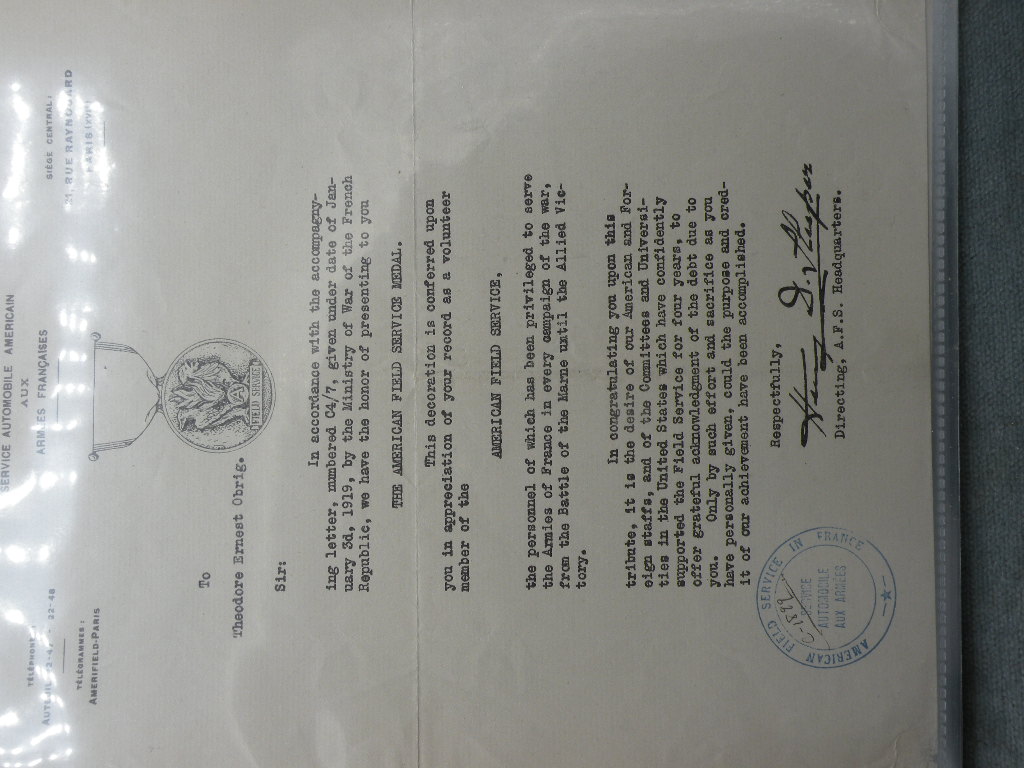 SERVICE AUTOMOBILE AMERICAIN
AUX
ARMÉES FRANÇAISES
TÉLÉPHONE:
22-48
TÉLÉGRAMMES:
AMERIFIELD-PARIS
SIÈGE CENTRAL:
21, RUE RAYNOUARD
PARIS (XVI
FIELD SERVICE
To
Theodore Ernest Obrig.
Sir:
In accordance with the accompagny-
ing letter, numbered C4/7, given under date of Jan-
uary 3d, 1919, by the Ministry of War of the French
Republic, we have the honor of presenting to you
THE AMERICAN FIELD SERVICE MEDAL.
This decoration is conferred upon
you in appreciation of your record as a volunteer
member of the
AMERICAN FIELD SERVICE,
the personnel of which has been privileged to serve
the Armies of France in every campaign of the war,
from the Battle of the Marne until the Allied Vic-
tory.
In congratulating you upon this
tribute, it is the desire of our American and For-
eign staffs, and of the Committees and Universi-
ties in the United States which have confidently
supported the Field Service for four years, to
offer grateful acknowledgment of the debt due to
you. Only by such effort and sacrifice as you
have personally given, could the purpose and cred-
it of our achievement have been accomplished.
Respectfully,
Directing, A.F.S. Headquarters.
AMERICAN FIELD SERVICE IN FRANCE
C-1899
AUTOMOBILE
AUX ARMÉES